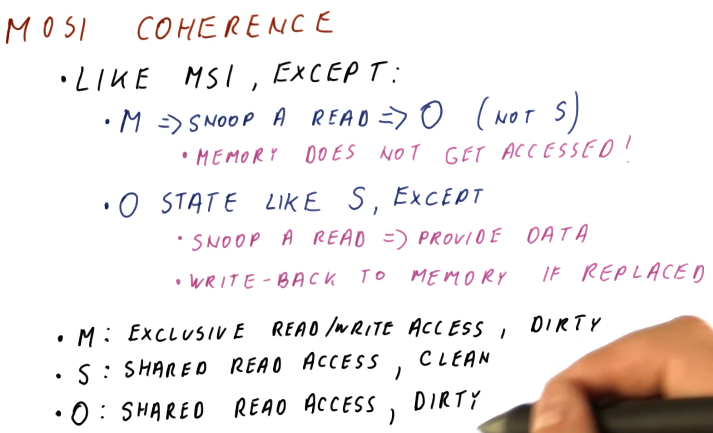 MOSI COHERENCE
• LIKE MSI, EXCEPT:
• M => SNOOP A READ => O (NOT S)
• MEMORY DOES NOT GET ACCESSED!
• O STATE LIKE S, EXCEPT
• SNOOP A READ => PROVIDE DATA
• WRITE-BACK TO MEMORY IF REPLACED
• M: EXCLUSIVE READ/WRITE ACCESS, DIRTY
• S: SHARED READ ACCESS, CLEAN
• O: SHARED READ ACCESS, DIRTY